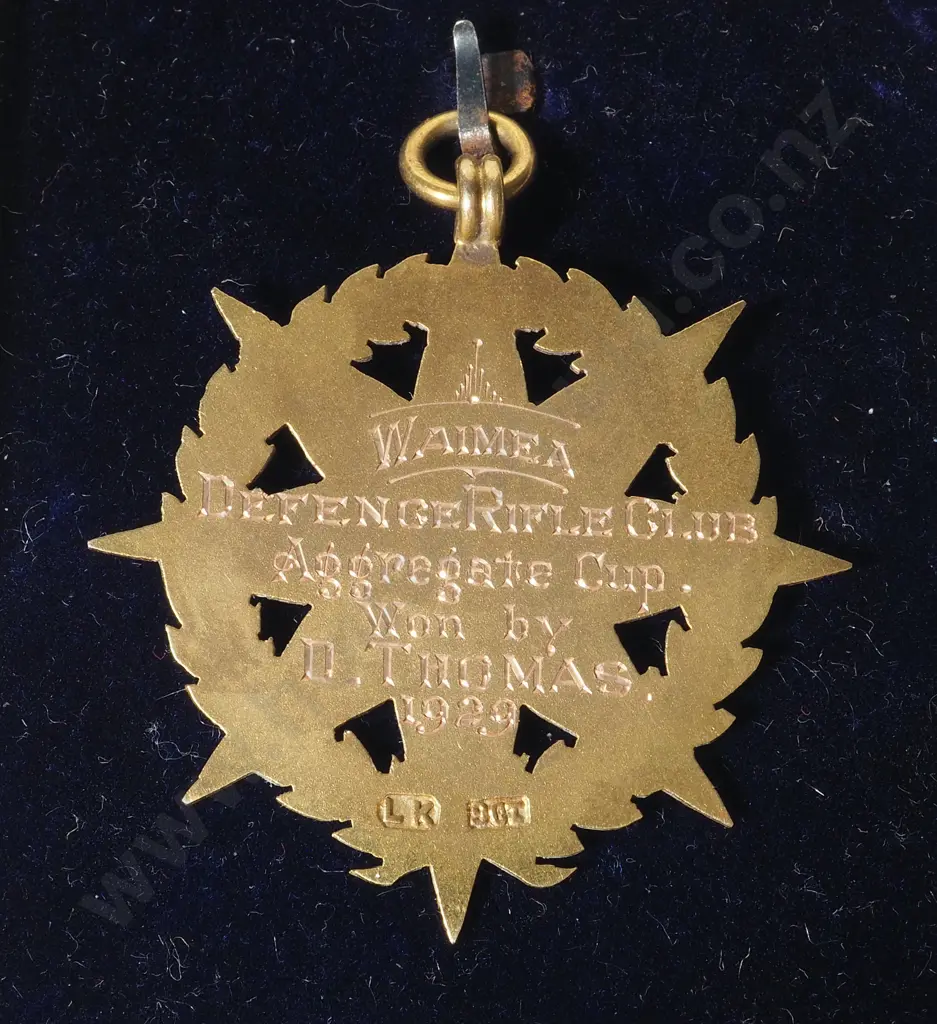 WAIMEA
DEFENCE RIFLE CLUB
Aggregate Cup.
Won by
D. THOMAS.
1929
LK 9CT